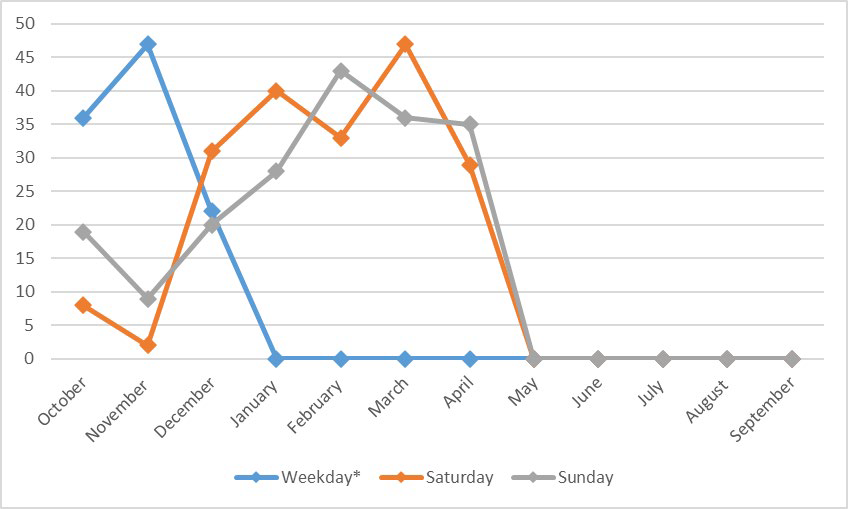 50
45
40
35
30
25
20
15
10
5
0
October
November
December
January
February
March
April
May
June
July
August
September
Weekday* Saturday Sunday